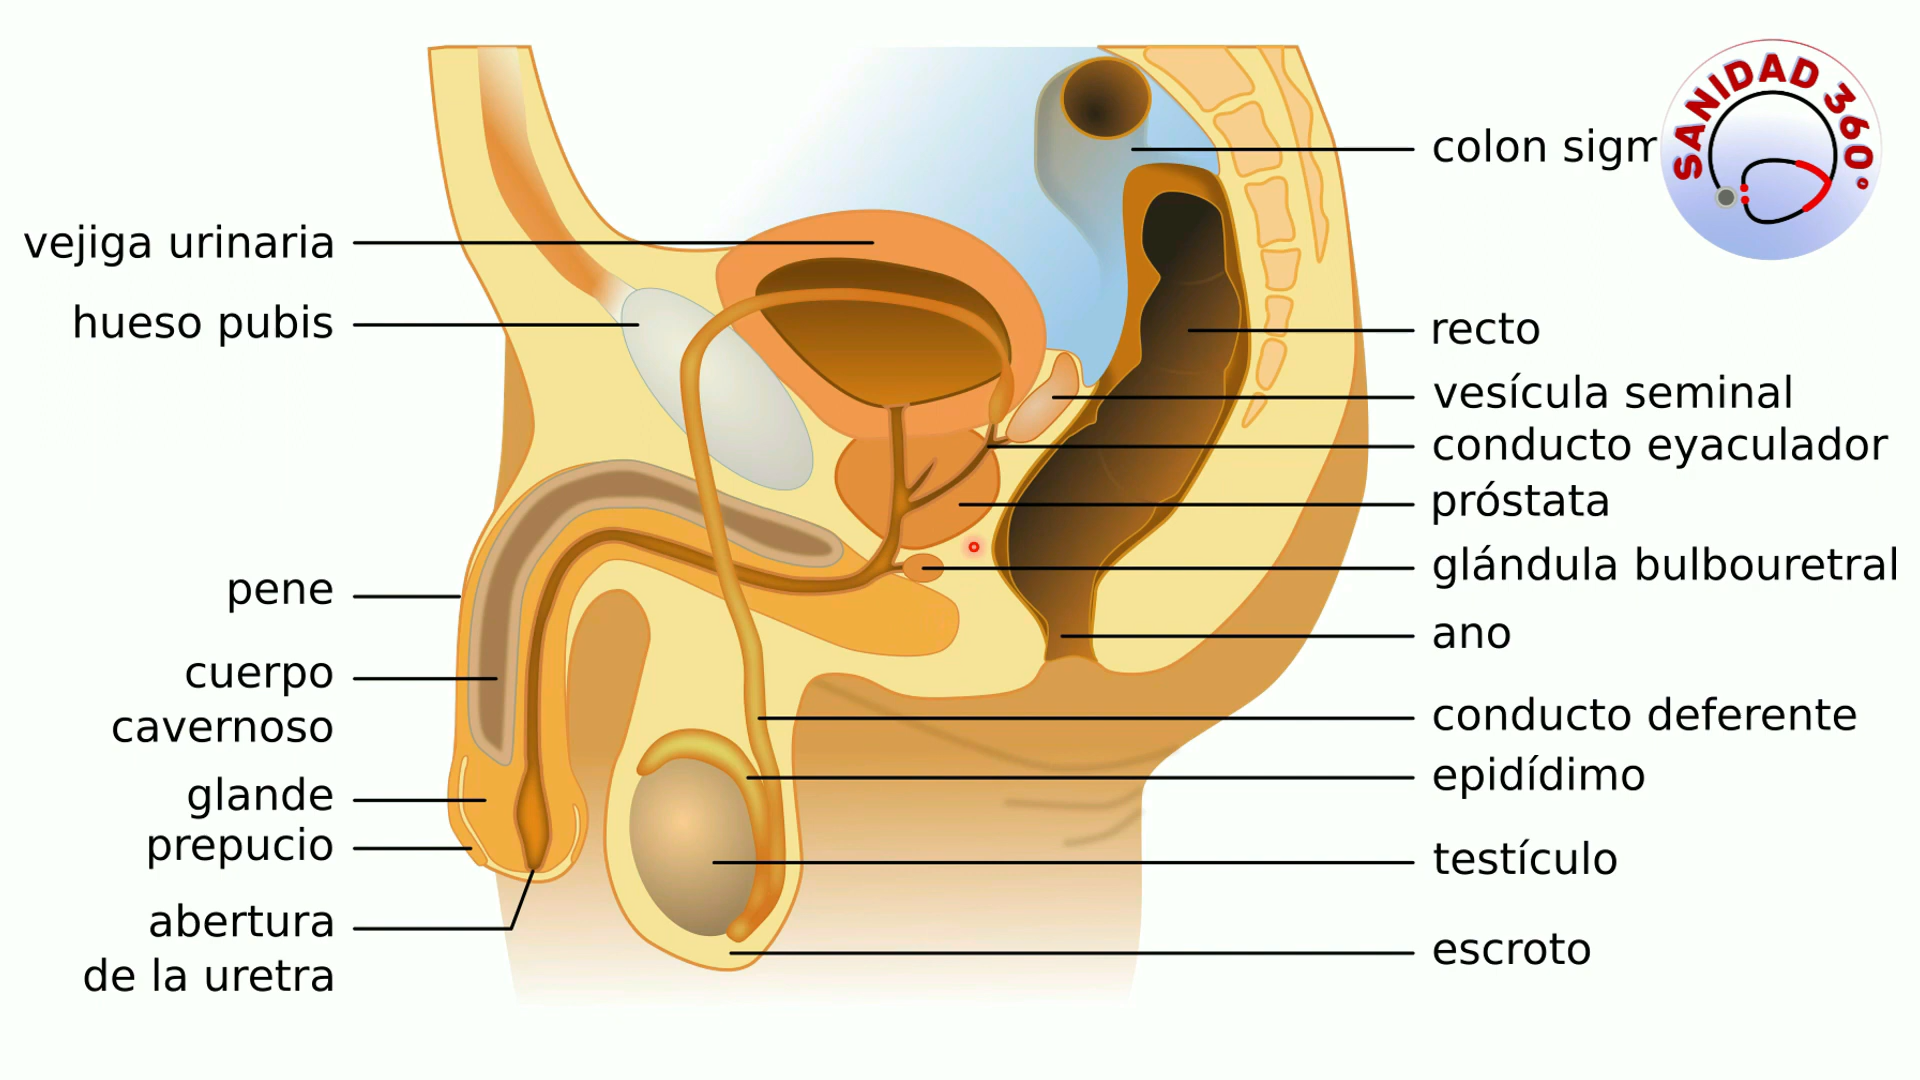 vejiga urinaria
hueso pubis
pene
cuerpo
cavernoso
glande
prepucio
abertura
de la uretra
SANIDAD 360°
colon
recto
vesícula seminal
conducto eyaculador
próstata
glándula bulbouretral
ano
conducto deferente
epidídimo
testículo
escroto